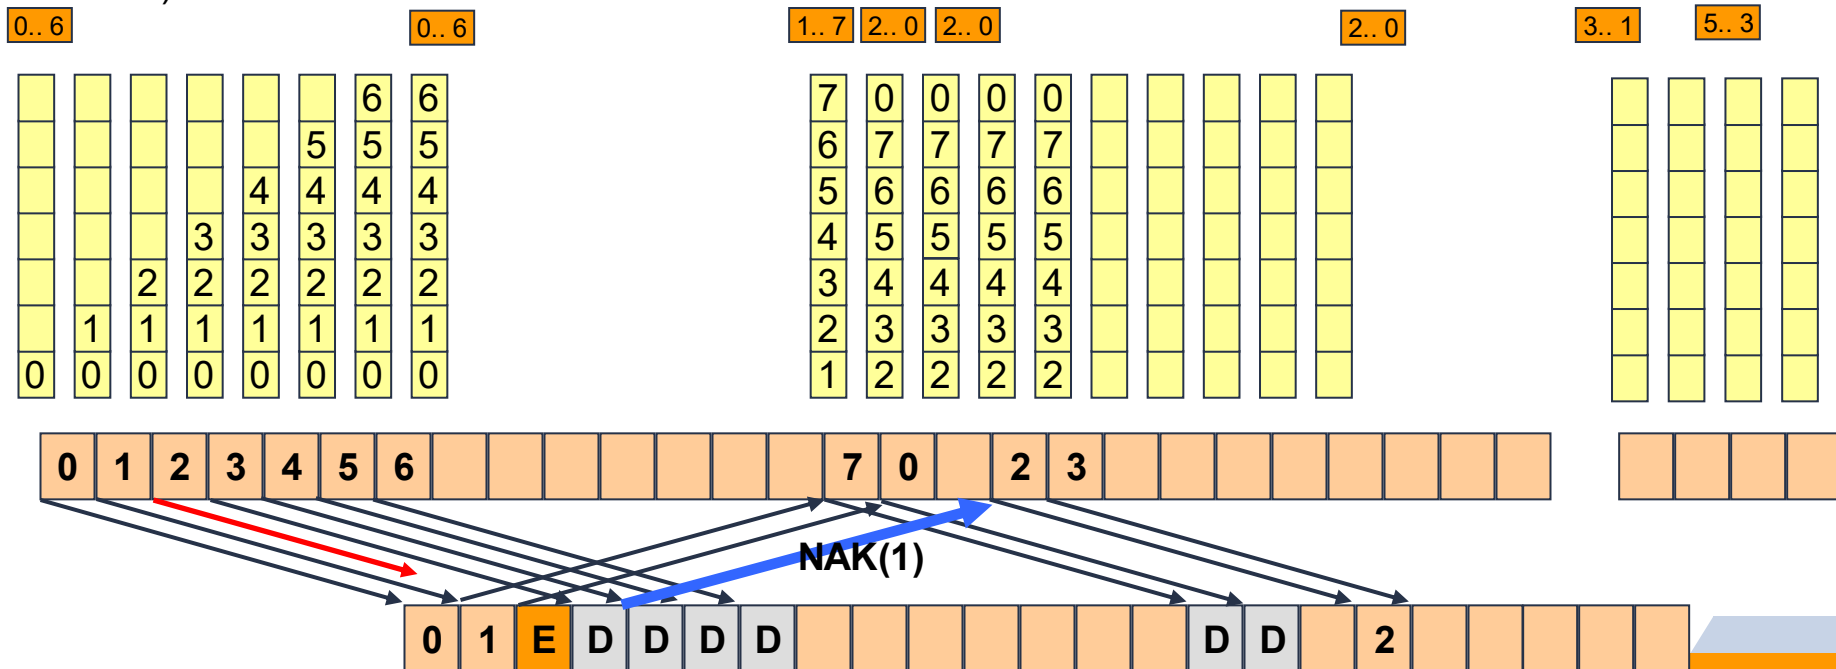 0.. 6 0.. 6 1.. 7 2.. 0 2.. 0 2.. 0 3.. 1 5.. 3
6 6 7 0 0 0 0
5 5 5 6 7 7 7 7
4 4 4 4 5 6 6 6 6
3 3 3 3 3 4 5 5 5 5
2 2 2 2 2 2 3 4 4 4 4
1 1 1 1 1 1 1 2 3 3 3 3
0 0 0 0 0 0 0 0 1 2 2 2 2
0 1 2 3 4 5 6 7 0 2 3
NAK(1)
0 1 E D D D D D D 2